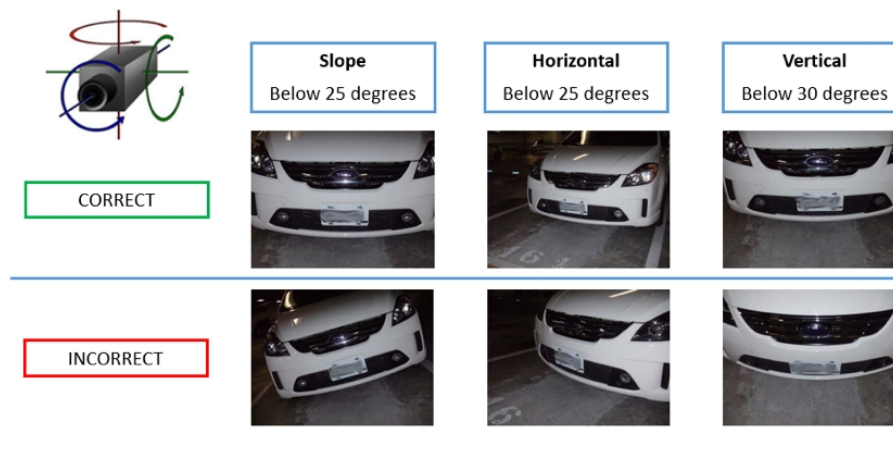 Slope
Below 25 degrees
Horizontal
Below 25 degrees
Vertical
Below 30 degrees
CORRECT
INCORRECT